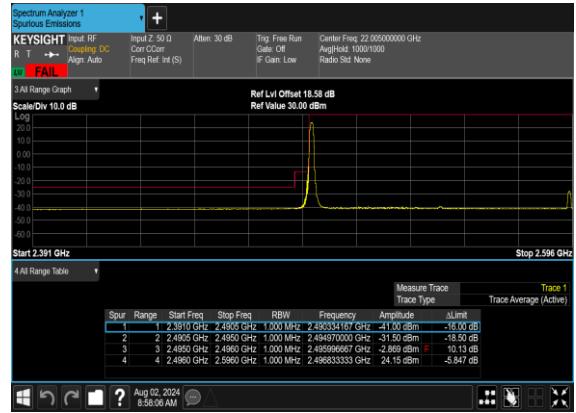 Spectrum Analyzer 1
Spurious Emissions
+
KEYSIGHT Input: RF Input Z: 50 Ω Atten: 30 dB Trig: Free Run Center Freq: 22.005000000 GHz
R T Coupling: DC Corr CCorr Gate: Off Avg|Hold: 1000/1000
Align: Auto Freq Ref: Int (S) IF Gain: Low Radio Std: None
LW FAIL
3 All Range Graph
Ref Lvl Offset 18.58 dB
Scale/Div 10.0 dB Ref Value 30.00 dBm
Log
20.0
10.0
0.00
-10.0
-20.0
-30.0
-40.0
-50.0
-60.0
Start 2.391 GHz Stop 2.596 GHz
4 All Range Table
Measure Trace Trace 1
Trace Type Trace Average (Active)
Spur Range Start Freq Stop Freq RBW Frequency Amplitude ΔLimit
1 1 2.3910 GHz 2.4905 GHz 1.000 MHz 2.490334167 GHz -41.00 dBm -16.00 dB
2 2 2.4905 GHz 2.4950 GHz 1.000 MHz 2.494970000 GHz -31.50 dBm -18.50 dB
3 3 2.4950 GHz 2.4960 GHz 1.000 MHz 2.495996667 GHz -2.869 dBm F 10.13 dB
4 4 2.4960 GHz 2.5960 GHz 1.000 MHz 2.496833333 GHz 24.15 dBm -5.847 dB
? Aug 02, 2024
8:58:06 AM